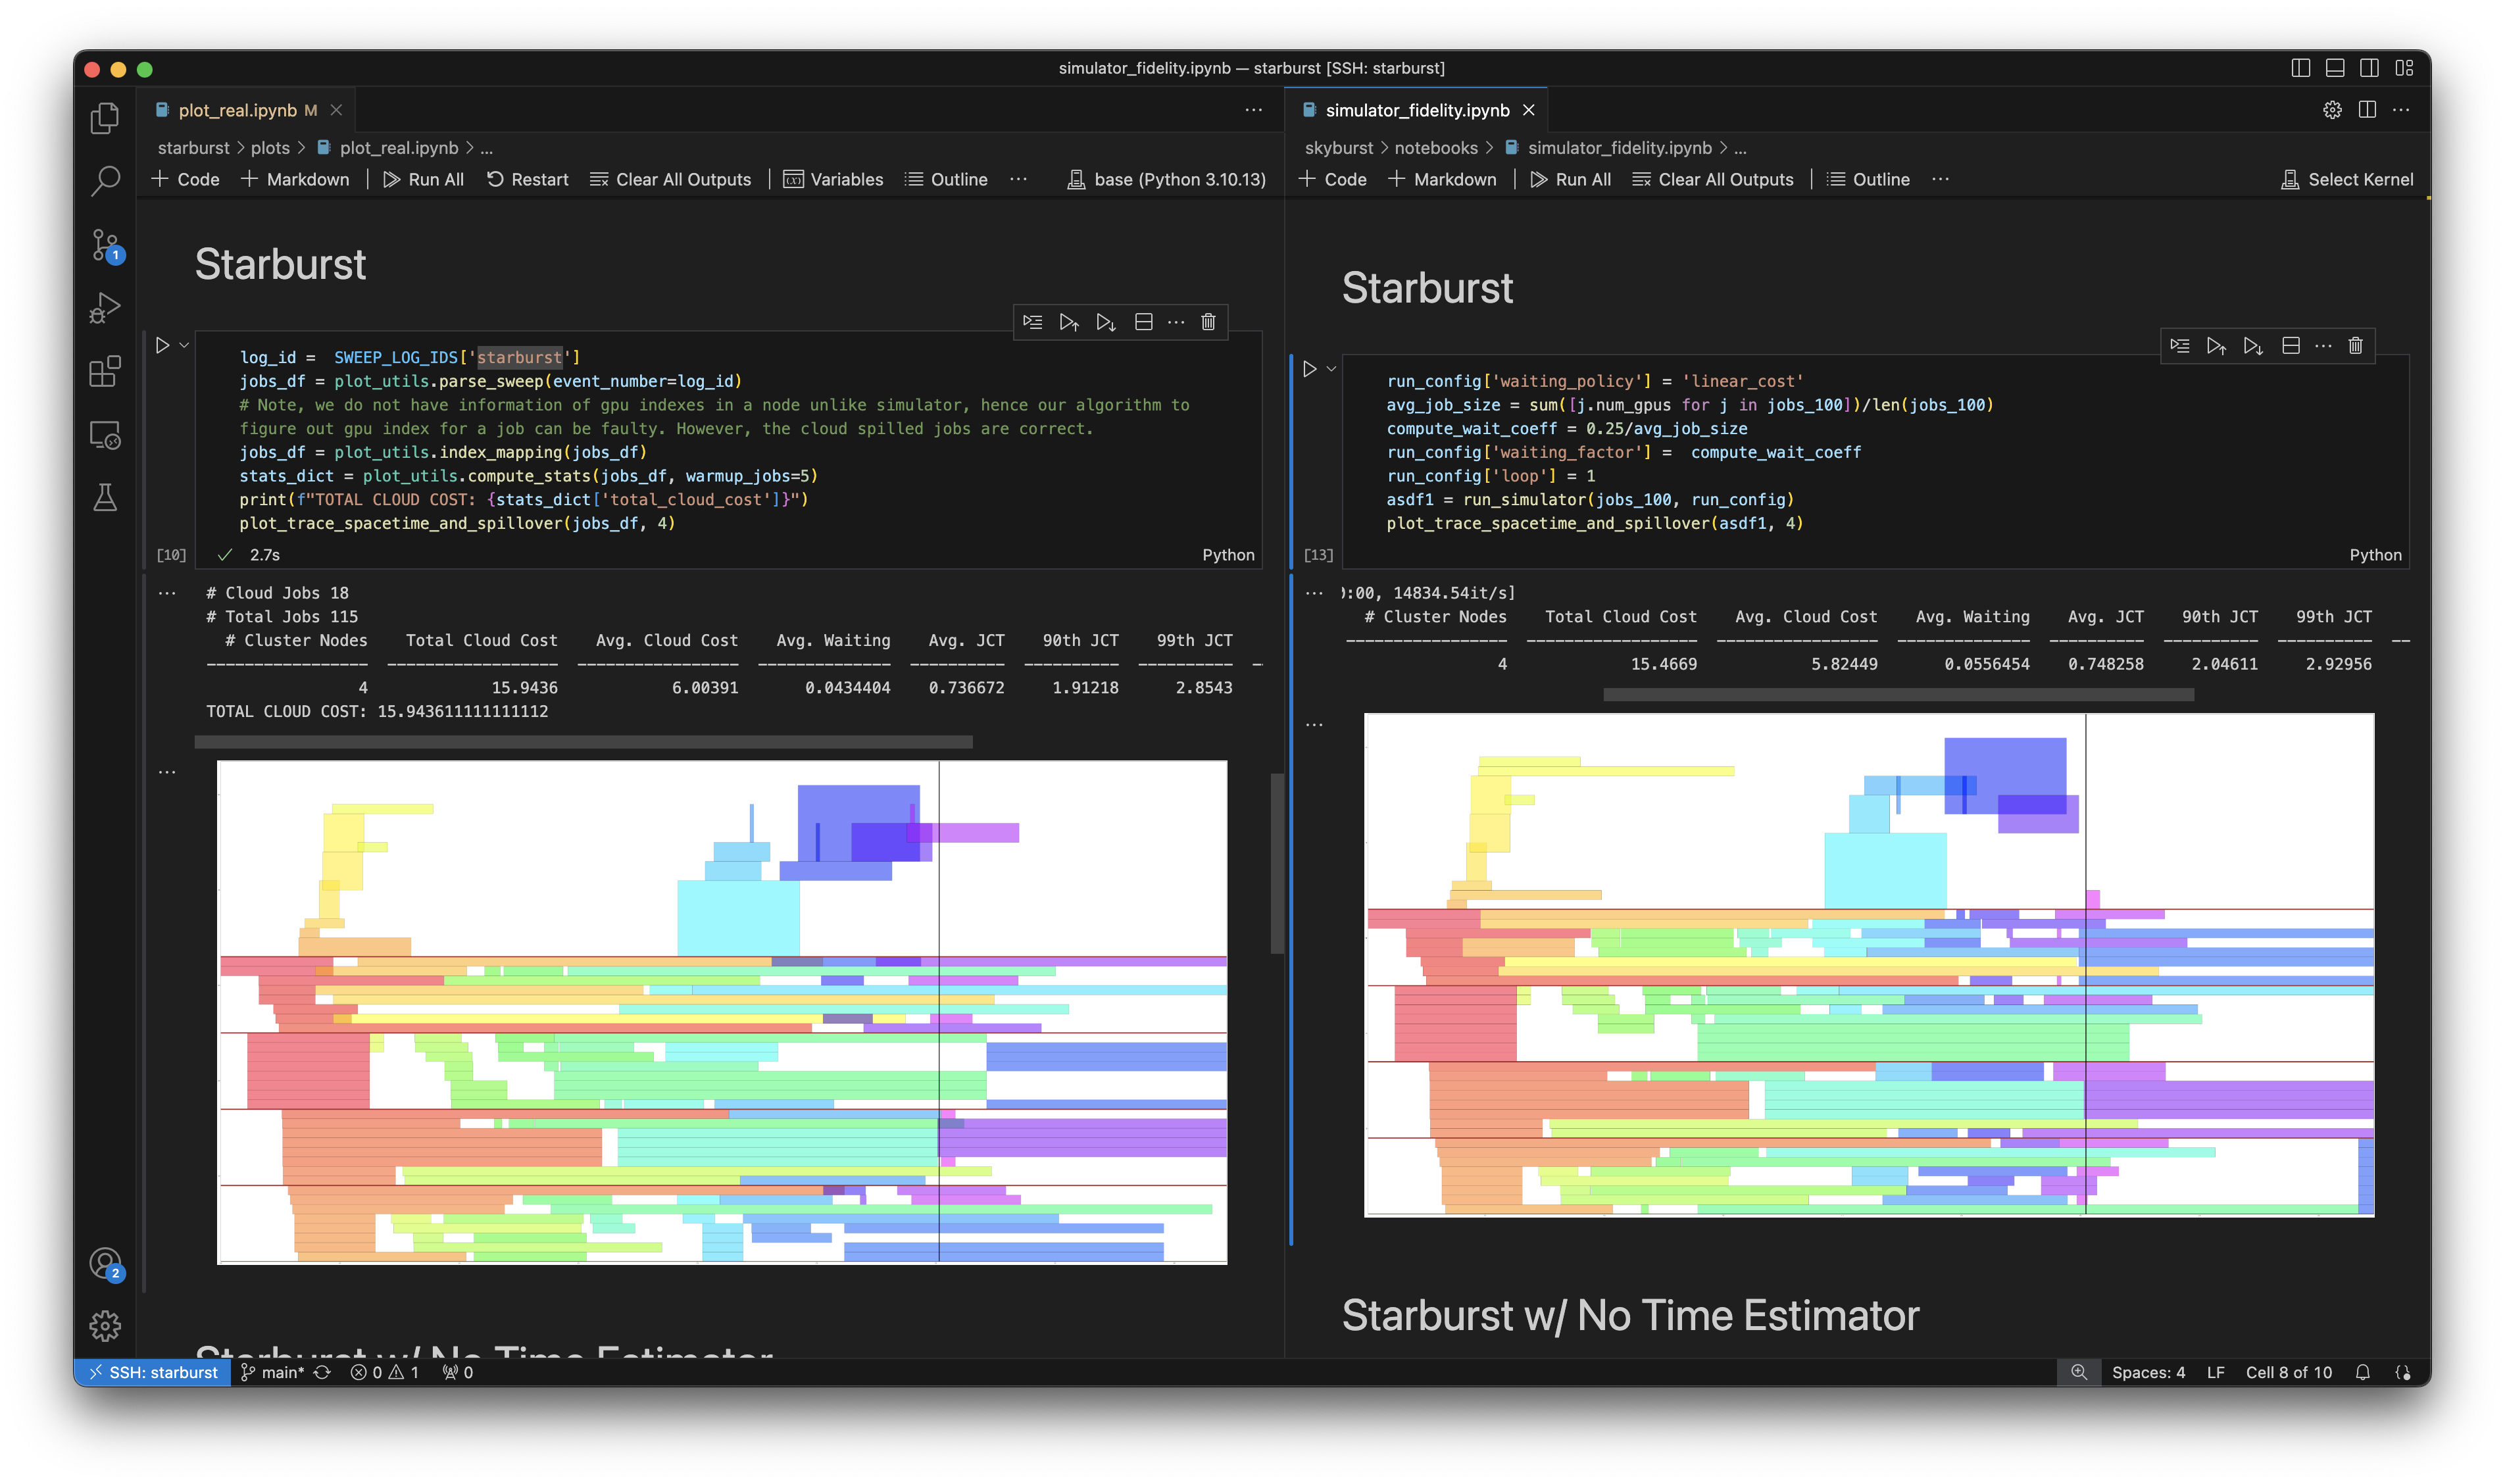 simulator_fidelity.ipynb — starburst [SSH: starburst]
plot_real.ipynb M
starburst > plots > plot_real.ipynb > ...
+ Code + Markdown | Run All Restart Clear All Outputs | Variables Outline ... base (Python 3.10.13)
Starburst
log_id =  SWEEP_LOG_IDS['starburst']
jobs_df = plot_utils.parse_sweep(event_number=log_id)
# Note, we do not have information of gpu indexes in a node unlike simulator, hence our algorithm to
figure out gpu index for a job can be faulty. However, the cloud spilled jobs are correct.
jobs_df = plot_utils.index_mapping(jobs_df)
stats_dict = plot_utils.compute_stats(jobs_df, warmup_jobs=5)
print(f"TOTAL CLOUD COST: {stats_dict['total_cloud_cost']}")
plot_trace_spacetime_and_spillover(jobs_df, 4)
[10] 2.7s Python
# Cloud Jobs 18
# Total Jobs 115
# Cluster Nodes Total Cloud Cost Avg. Cloud Cost Avg. Waiting Avg. JCT 90th JCT 99th JCT
4 15.9436 6.00391 0.0434404 0.736672 1.91218 2.8543
TOTAL CLOUD COST: 15.943611111111112
Starburst w/ No Time Estimator
simulator_fidelity.ipynb
skyburst > notebooks > simulator_fidelity.ipynb > ...
+ Code + Markdown | Run All Clear All Outputs | Outline ... Select Kernel
Starburst
run_config['waiting_policy'] = 'linear_cost'
avg_job_size = sum([j.num_gpus for j in jobs_100])/len(jobs_100)
compute_wait_coeff = 0.25/avg_job_size
run_config['waiting_factor'] =  compute_wait_coeff
run_config['loop'] = 1
asdf1 = run_simulator(jobs_100, run_config)
plot_trace_spacetime_and_spillover(asdf1, 4)
[13] Python
):00, 14834.54it/s]
# Cluster Nodes Total Cloud Cost Avg. Cloud Cost Avg. Waiting Avg. JCT 90th JCT 99th JCT
4 15.4669 5.82449 0.0556454 0.748258 2.04611 2.92956
Starburst w/ No Time Estimator
1
2
SSH: starburst main* 0 1 0 Spaces: 4 LF Cell 8 of 10